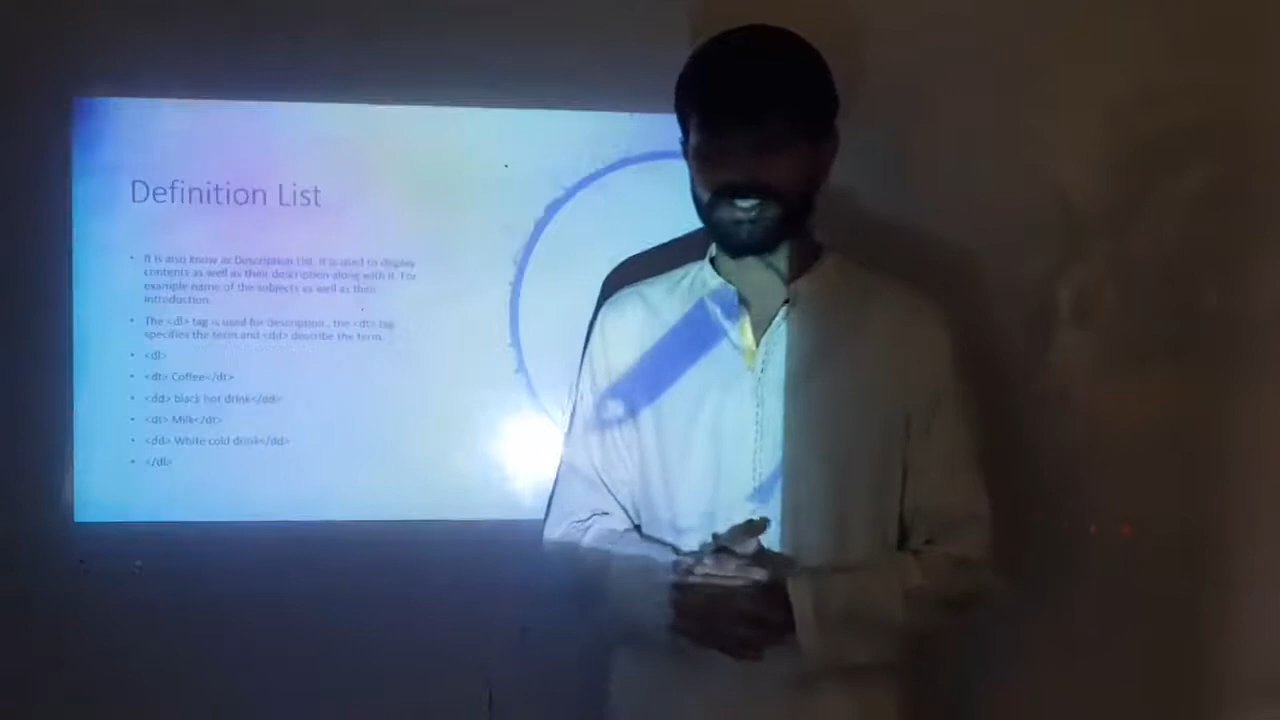 Definition List
• It is also know as Description List. It is used to display
contents as well as their description along with it. For
example name of the subjects as well as their
introduction.
• The <dl> tag is used for description , the <dt> tag
specifies the term and <dd> describe the term.
• <dl>
• <dt> Coffee</dt>
• <dd> black hot drink</dd>
• <dt> Milk</dt>
• <dd> White cold drink</dd>
• </dl>